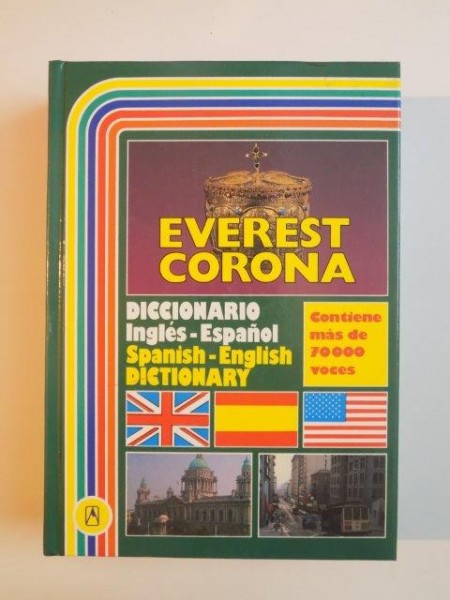 EVEREST
CORONA
DICCIONARIO
Inglés - Español
Spanish - English
DICTIONARY
Contiene
más de
70000
voces